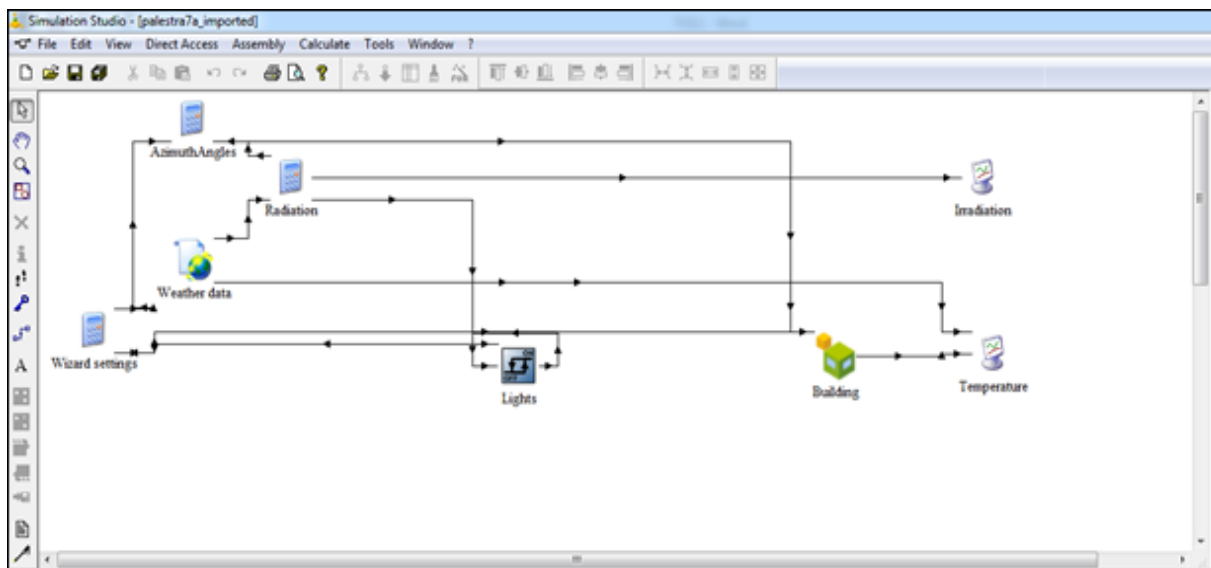 Simulation Studio - [palestra7a_imported]
File Edit View Direct Access Assembly Calculate Tools Window ?
AzimuthAngles
Radiation
Irradiation
Weather data
Wizard settings
Lights
Building
Temperature